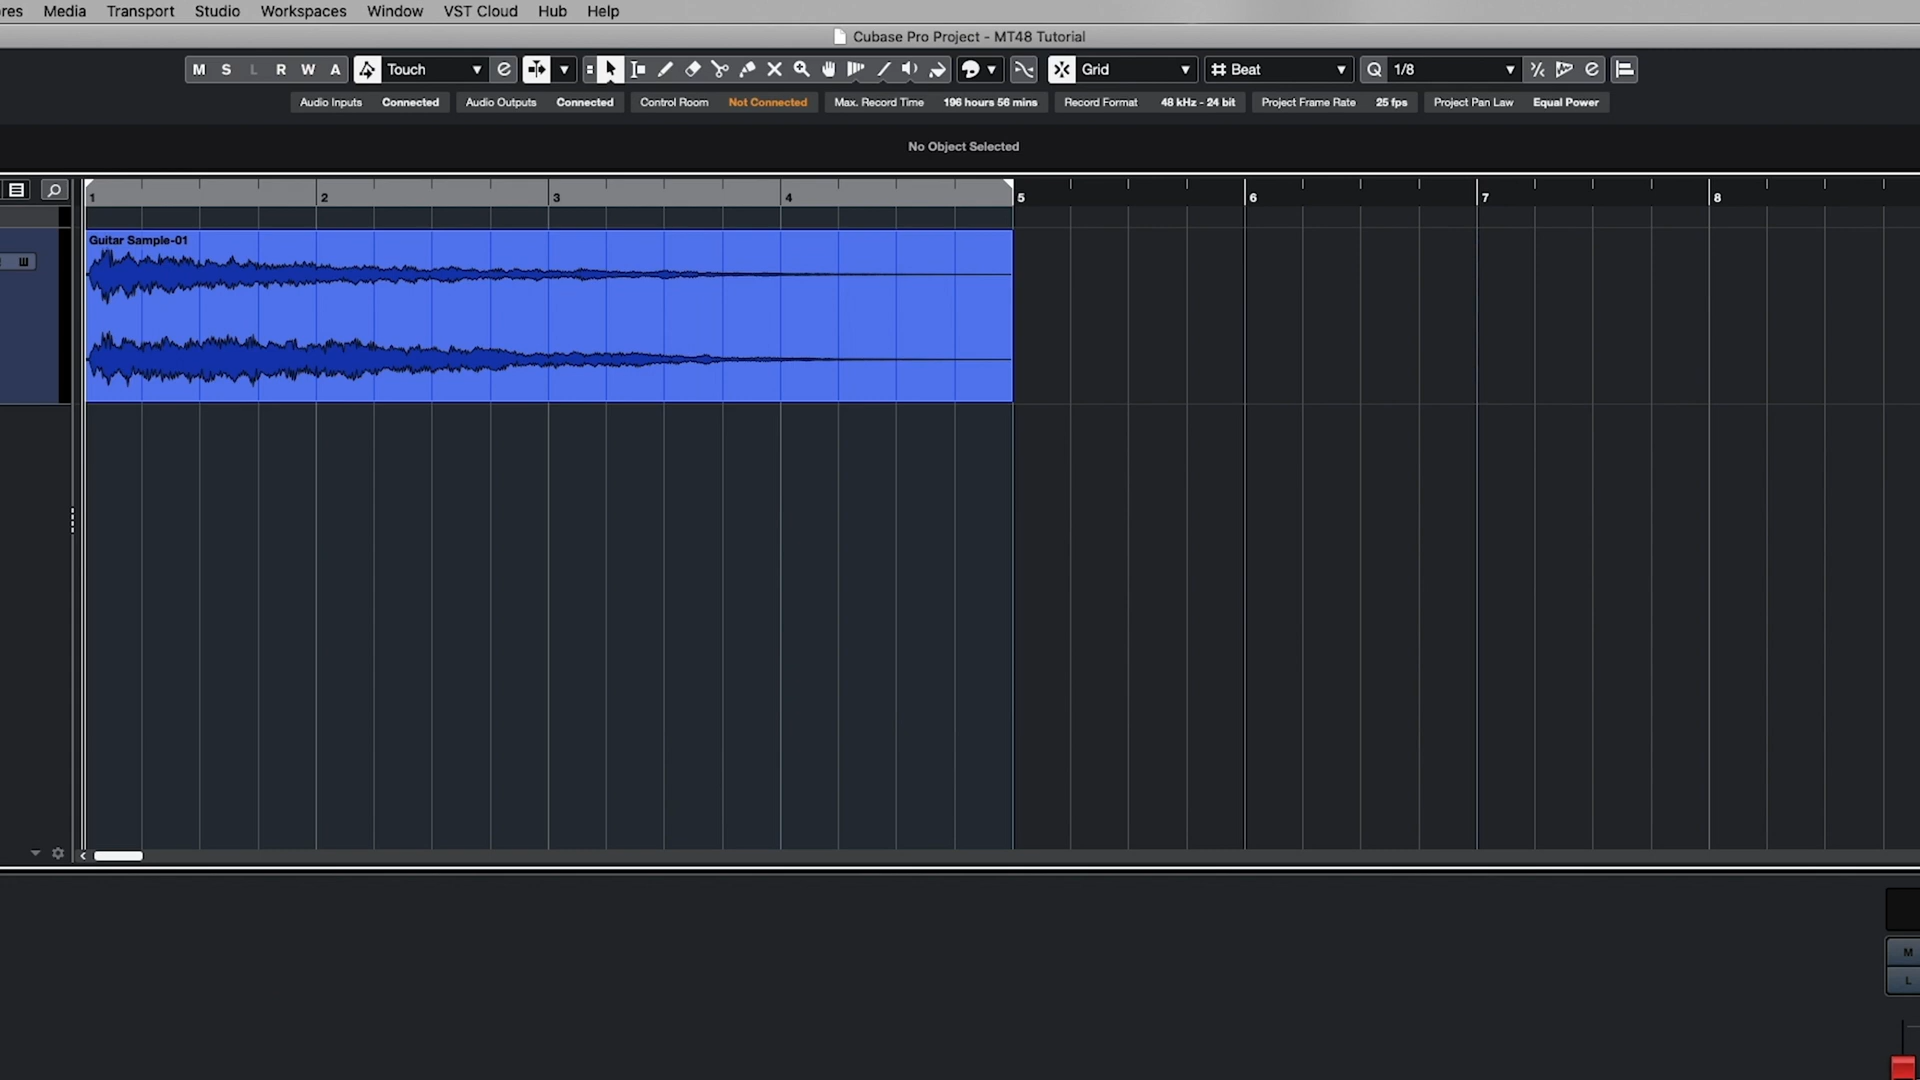 res Media Transport Studio Workspaces Window VST Cloud Hub Help
Cubase Pro Project - MT48 Tutorial
M S L R W A Touch Grid Beat Q 1/8
Audio Inputs Connected Audio Outputs Connected Control Room Not Connected Max. Record Time 196 hours 56 mins Record Format 48 kHz - 24 bit Project Frame Rate 25 fps Project Pan Law Equal Power
No Object Selected
1 2 3 4 5 6 7 8
Guitar Sample-01
M
L